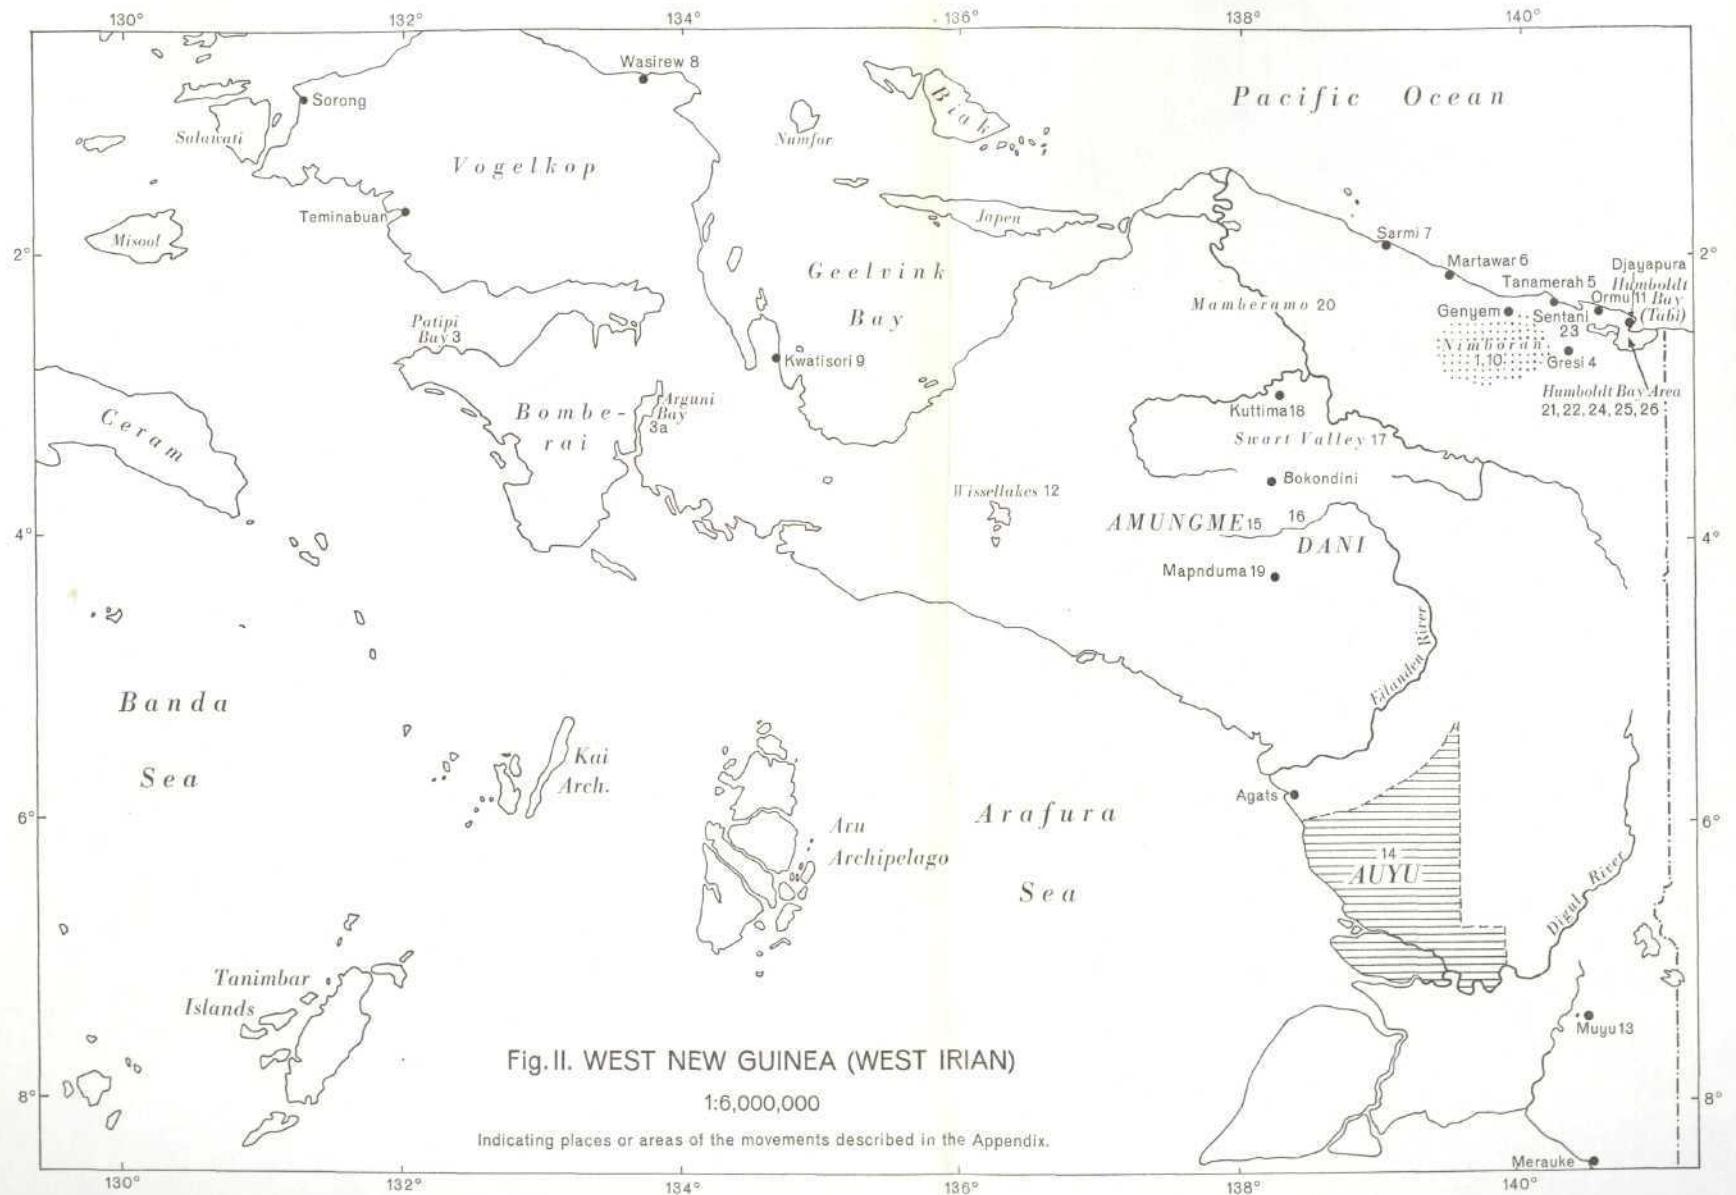 130° 132° 134° 136° 138° 140°
Wasirew 8
Sorong
Biak
Pacific Ocean
Salawati
Numfor
Vogelkop
Teminabuan
Japen
Misool
Sarmi 7
2°
2°
Geelvink
Bay
Martawar 6
Djayapura
Tanamerah 5
Humboldt
Ormu 11 Bay
(Tabi)
Mamberamo 20
Genyem
Sentani
23
Patipi
Bay 3
Nimboran
1,10
Gresi 4
Kwatisori 9
Humboldt Bay Area
21, 22, 24, 25, 26
Arguni
Bay
3a
Bombe-
rai
Kuttima 18
Ceram
Swart Valley 17
Bokondini
Wissellakes 12
AMUNGME 15
16
DANI
4°
4°
Mapnduma 19
Eilanden River
Banda
Sea
Kai
Arch.
Agats
Arafura
Sea
6°
6°
Aru
Archipelago
14
AUYU
Digul River
Tanimbar
Islands
Muyu 13
Fig. II. WEST NEW GUINEA (WEST IRIAN)
1:6,000,000
8°
8°
Indicating places or areas of the movements described in the Appendix.
Merauke
130° 132° 134° 136° 138° 140°